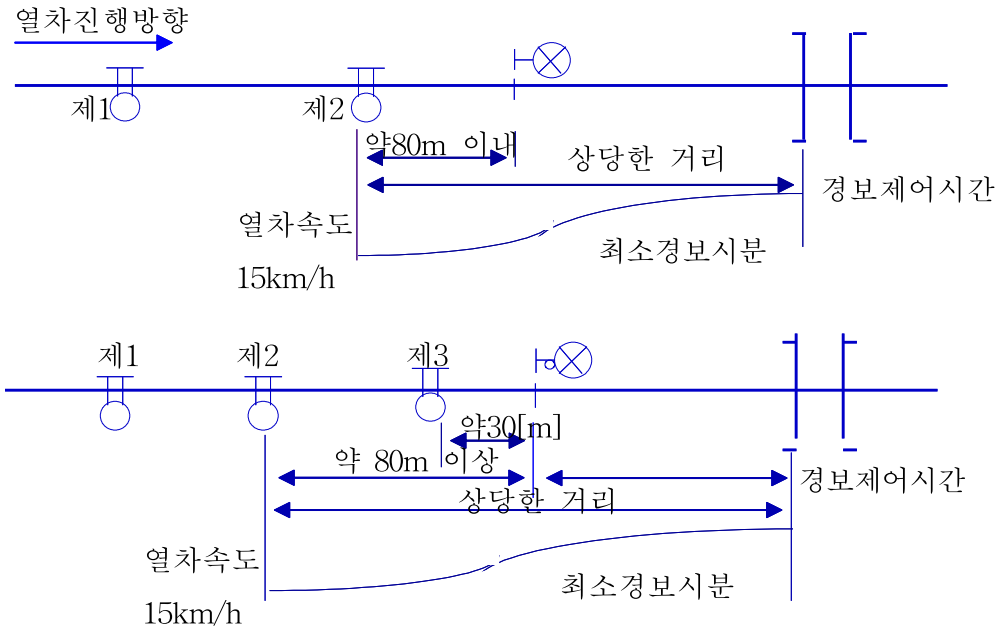 열차진행방향
제1
제2
약80m 이내
상당한 거리
경보제어시간
열차속도
최소경보시분
15km/h
제1
제2
제3
약30[m]
약 80m 이상
경보제어시간
상당한 거리
열차속도
최소경보시분
15km/h